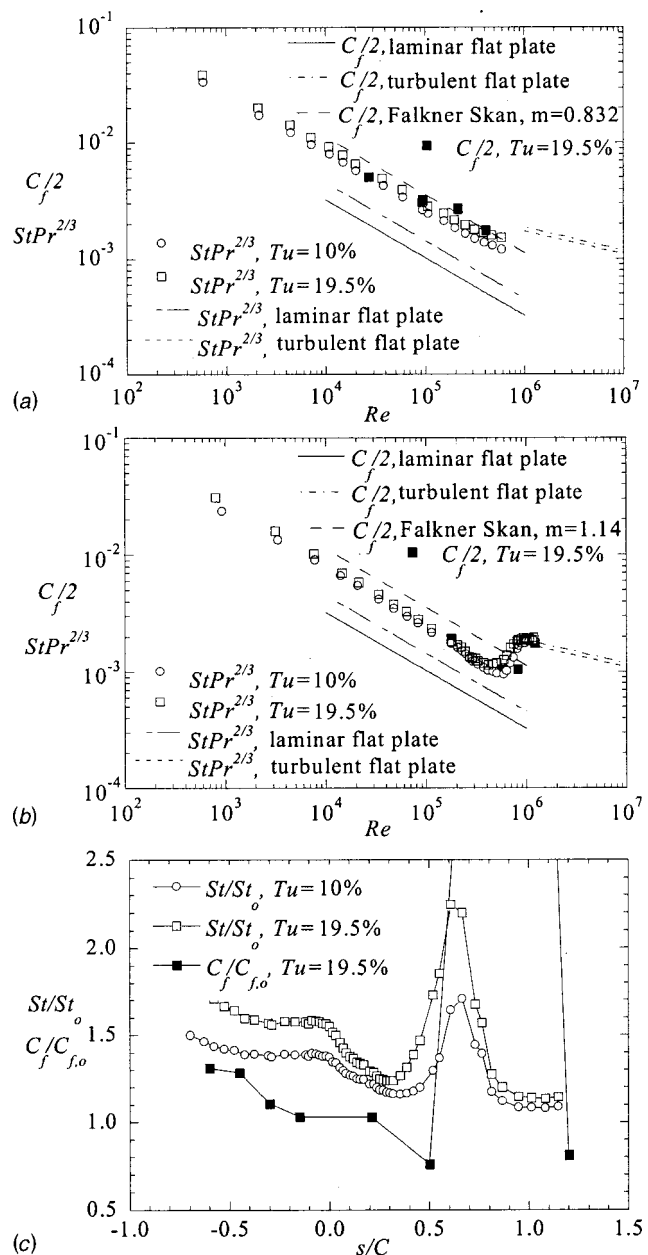 10^-1
C_f/2, laminar flat plate
C_f/2, turbulent flat plate
C_f/2, Falkner Skan, m=0.832
10^-2
C_f/2, Tu=19.5%
C_f/2
StPr^2/3
10^-3
StPr^2/3, Tu=10%
StPr^2/3, Tu=19.5%
StPr^2/3, laminar flat plate
StPr^2/3, turbulent flat plate
10^-4
10^2 10^3 10^4 10^5 10^6 10^7
(a) Re
10^-1
C_f/2, laminar flat plate
C_f/2, turbulent flat plate
C_f/2, Falkner Skan, m=1.14
10^-2
C_f/2, Tu=19.5%
C_f/2
StPr^2/3
10^-3
StPr^2/3, Tu=10%
StPr^2/3, Tu=19.5%
StPr^2/3, laminar flat plate
StPr^2/3, turbulent flat plate
10^-4
10^2 10^3 10^4 10^5 10^6 10^7
(b) Re
2.5
St/St_o, Tu=10%
St/St_o, Tu=19.5%
2.0
C_f/C_f,o, Tu=19.5%
St/St_o
1.5
C_f/C_f,o
1.0
0.5
-1.0 -0.5 0.0 0.5 1.0 1.5
(c) s/C